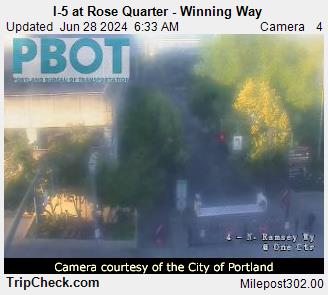 I-5 at Rose Quarter - Winning Way
Updated Jun 28 2024 6:33 AM Camera 4
PBOT
PORTLAND BUREAU OF TRANSPORTATION
4 - N. Ramsey Wy
@ One Ctr
Camera courtesy of the City of Portland
TripCheck.com Milepost302.00